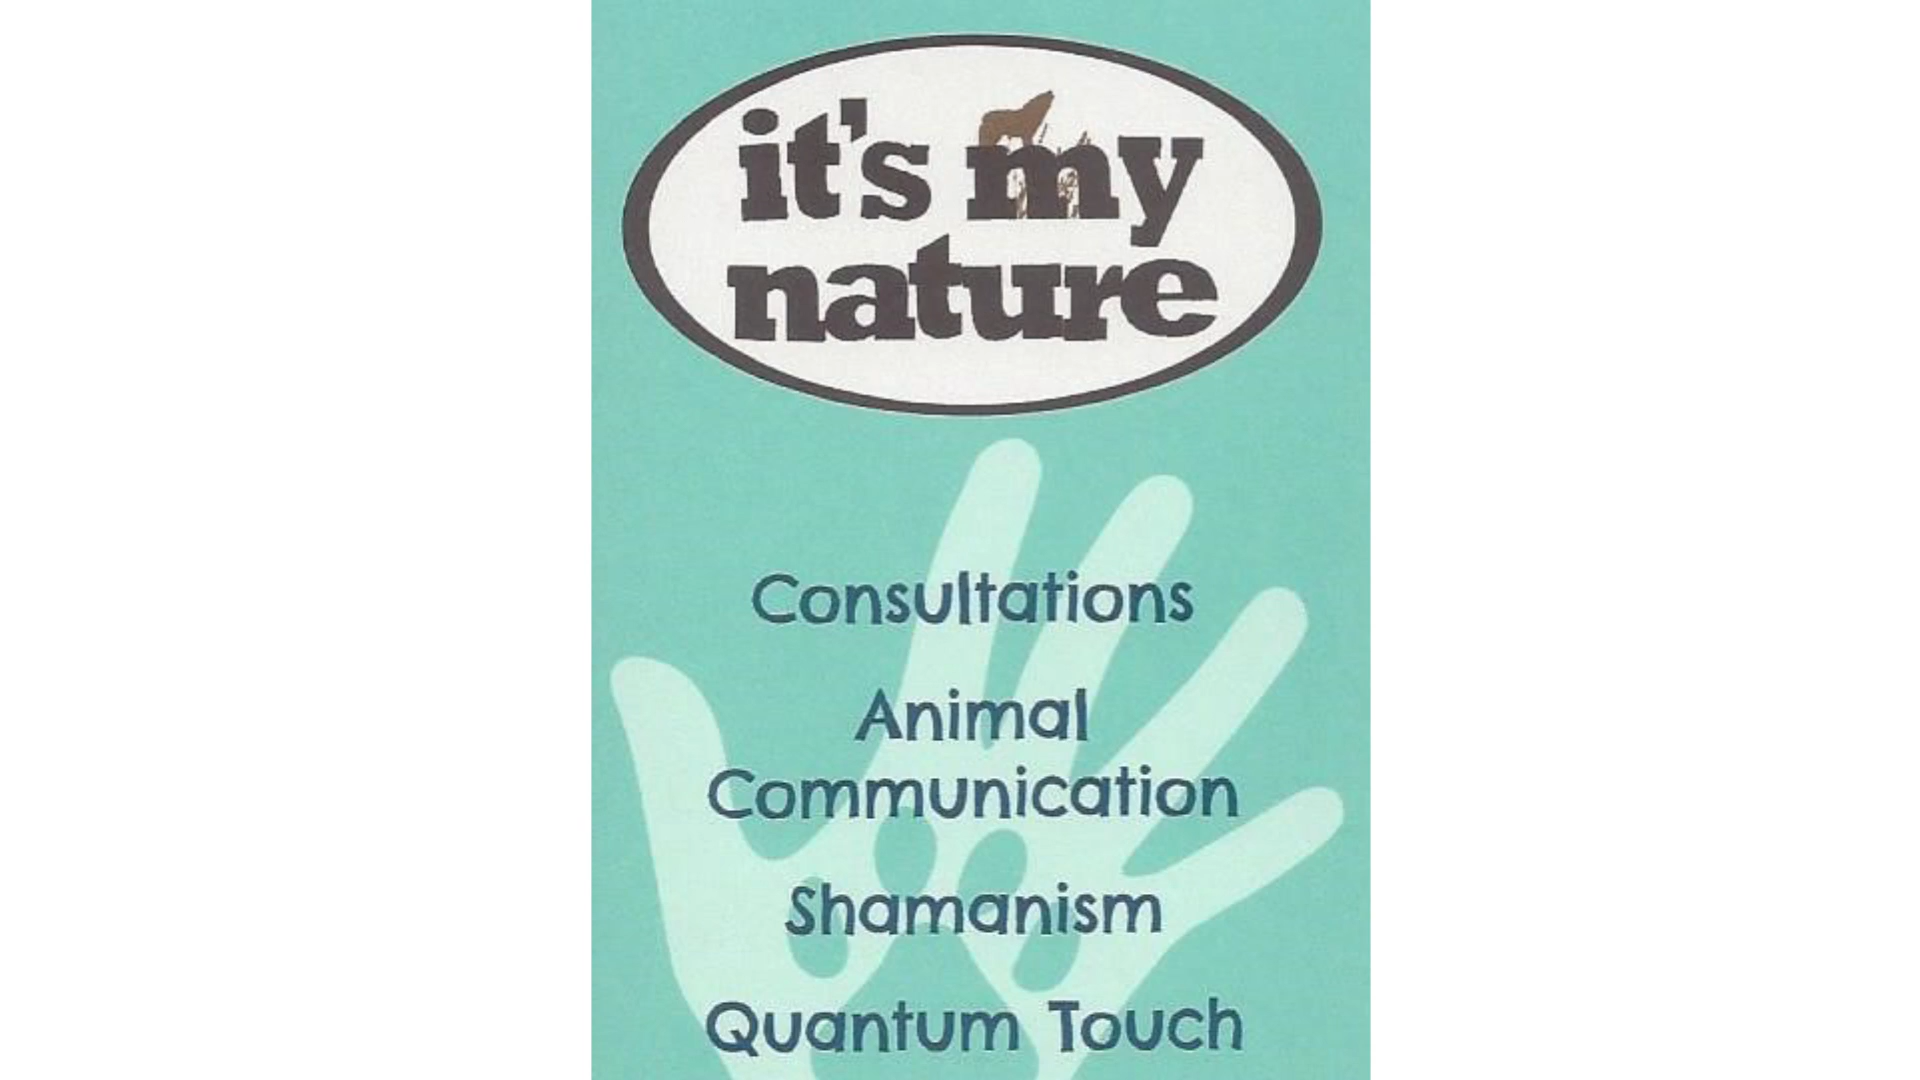 it's my
nature
Consultations
Animal
Communication
Shamanism
Quantum Touch